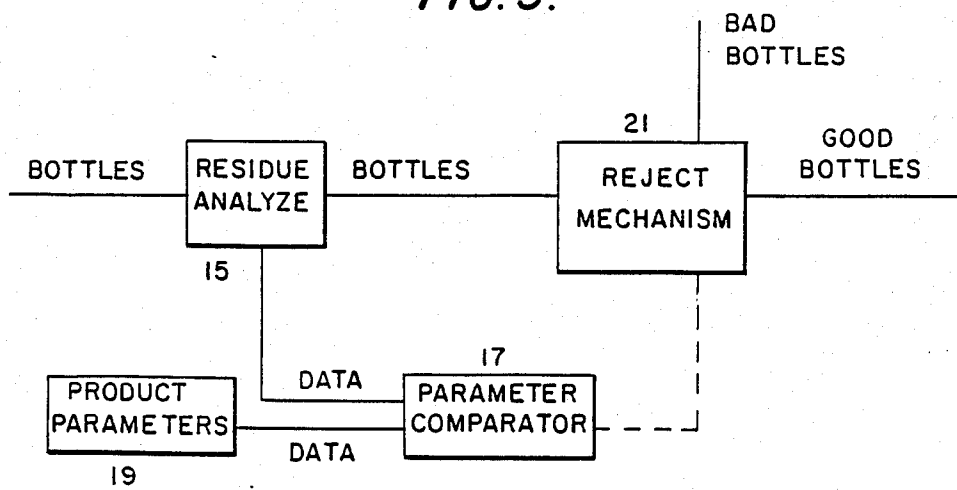 BAD
BOTTLES
21
GOOD
BOTTLES
BOTTLES
RESIDUE
ANALYZE
BOTTLES
REJECT
MECHANISM
15
17
DATA
PRODUCT
PARAMETERS
PARAMETER
COMPARATOR
DATA
19